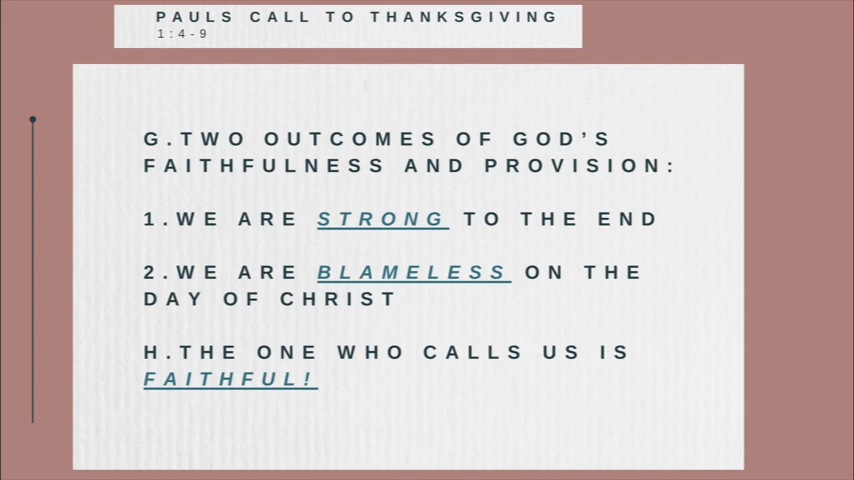 PAULS CALL TO THANKSGIVING
1:4-9
G.TWO OUTCOMES OF GOD’S
FAITHFULNESS AND PROVISION:
1.WE ARE STRONG TO THE END
2.WE ARE BLAMELESS ON THE
DAY OF CHRIST
H.THE ONE WHO CALLS US IS
FAITHFUL!